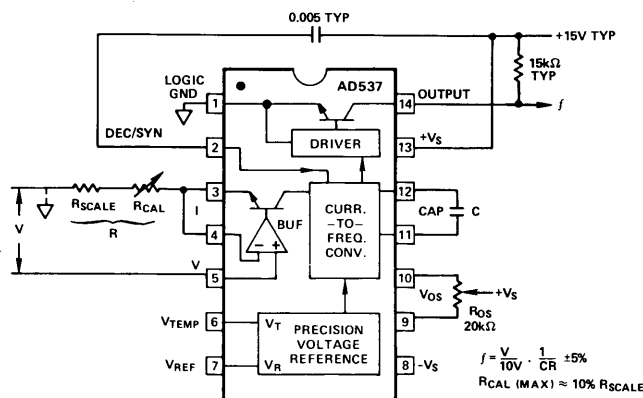 0.005 TYP
+15V TYP
15kΩ
TYP
LOGIC
GND
AD537
OUTPUT
1
14
f
DRIVER
+VS
DEC/SYN
2
13
3
12
RSCALE
RCAL
I
V
R
BUF
CURR.
-TO-
FREQ.
CONV.
CAP
C
4
11
- +
V
5
10
VOS
+VS
ROS
20kΩ
VTEMP
6
VT
PRECISION
VOLTAGE
REFERENCE
9
VREF
7
VR
8
-VS
f = V/10V · 1/CR ±5%
RCAL (MAX) ≈ 10% RSCALE